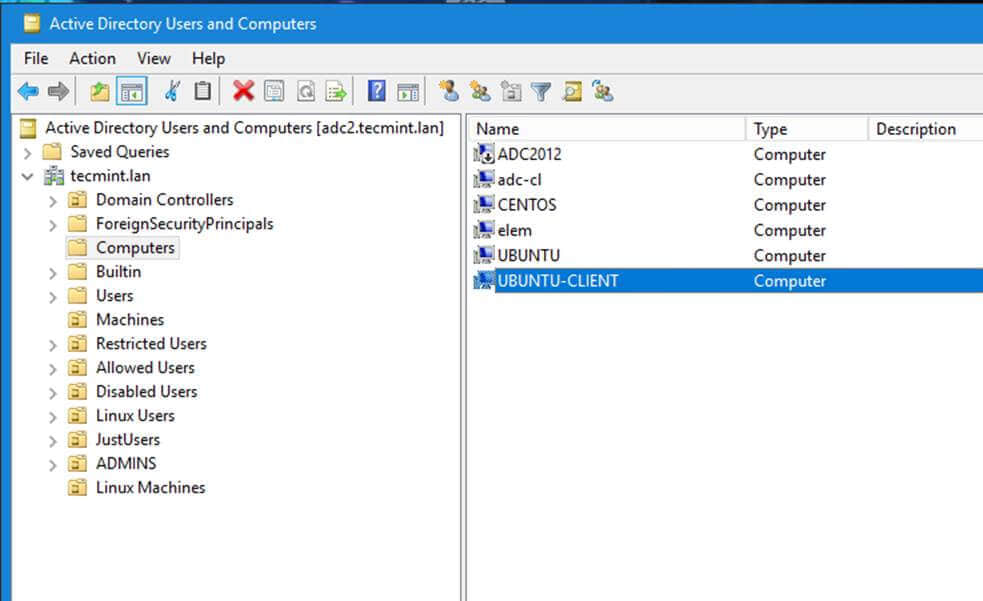 Active Directory Users and Computers
File Action View Help
Active Directory Users and Computers [adc2.tecmint.lan]
Saved Queries
tecmint.lan
Domain Controllers
ForeignSecurityPrincipals
Computers
Builtin
Users
Machines
Restricted Users
Allowed Users
Disabled Users
Linux Users
JustUsers
ADMINS
Linux Machines
Name Type Description
ADC2012 Computer
adc-cl Computer
CENTOS Computer
elem Computer
UBUNTU Computer
UBUNTU-CLIENT Computer